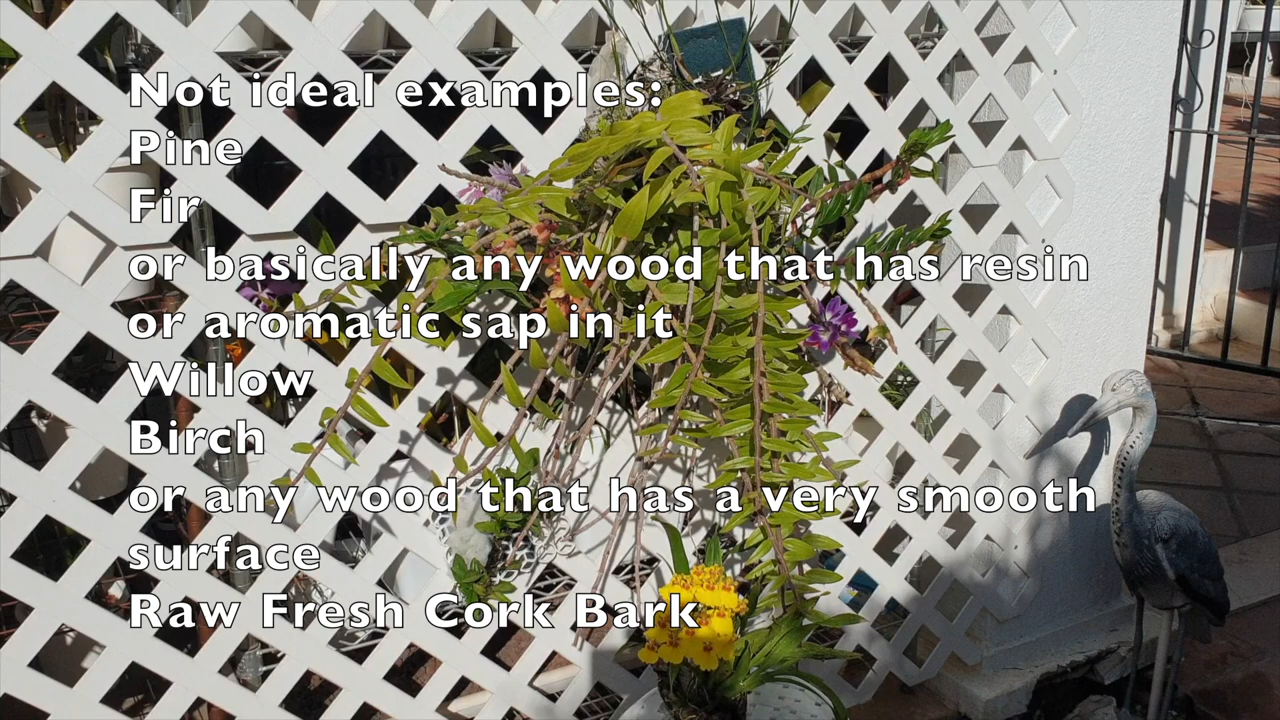 Not ideal examples:
Pine
Fir
or basically any wood that has resin
or aromatic sap in it
Willow
Birch
or any wood that has a very smooth
surface
Raw Fresh Cork Bark